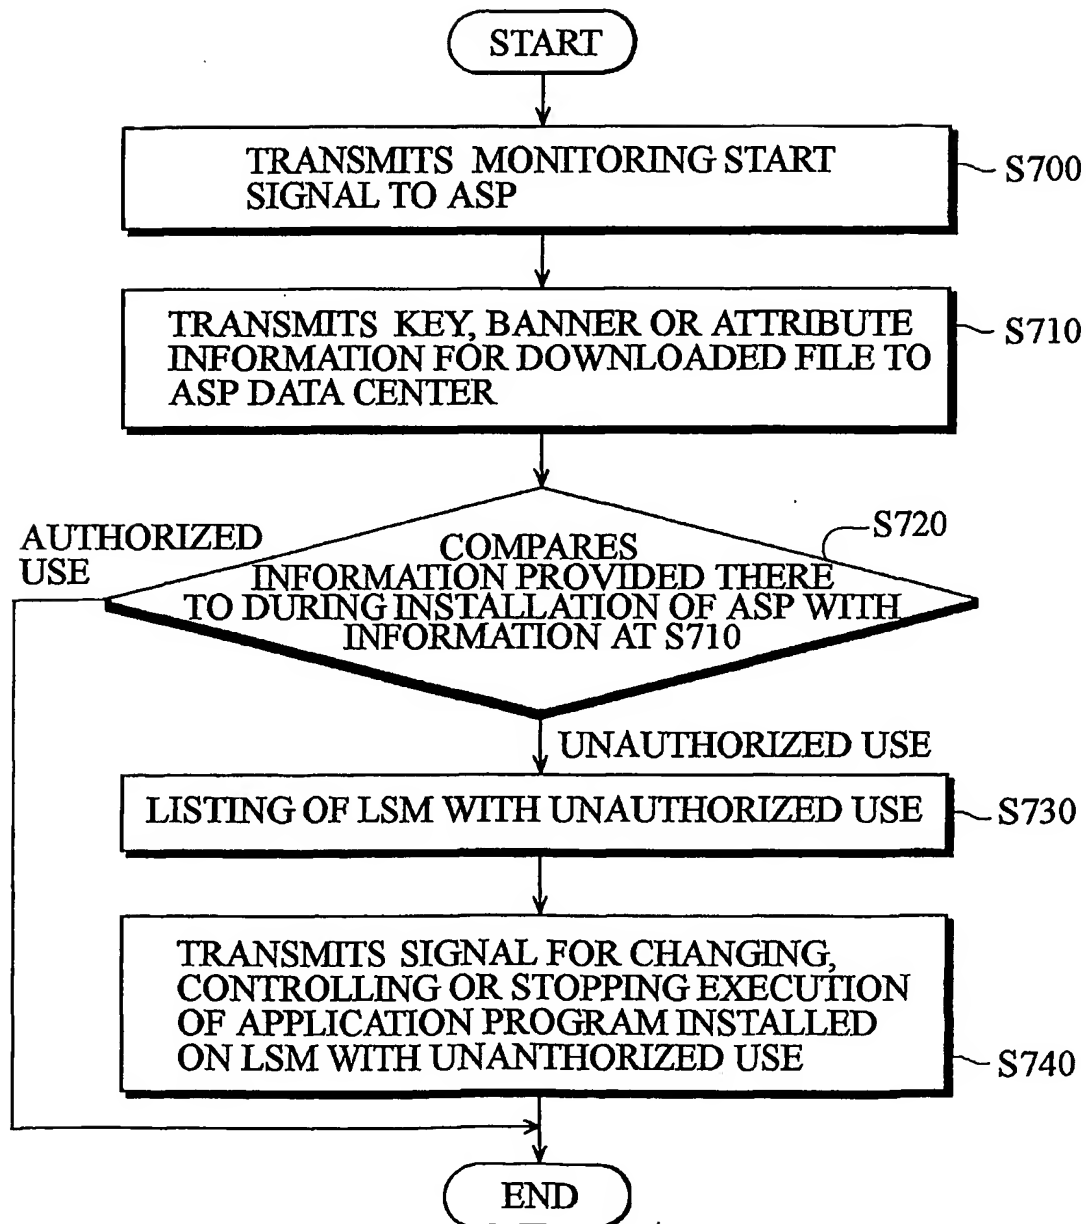 START
TRANSMITS MONITORING START
SIGNAL TO ASP
S700
TRANSMITS KEY, BANNER OR ATTRIBUTE
INFORMATION FOR DOWNLOADED FILE TO
ASP DATA CENTER
S710
AUTHORIZED
USE
S720
COMPARES
INFORMATION PROVIDED THERE
TO DURING INSTALLATION OF ASP WITH
INFORMATION AT S710
UNAUTHORIZED USE
LISTING OF LSM WITH UNAUTHORIZED USE
S730
TRANSMITS SIGNAL FOR CHANGING,
CONTROLLING OR STOPPING EXECUTION
OF APPLICATION PROGRAM INSTALLED
ON LSM WITH UNANTHORIZED USE
S740
END